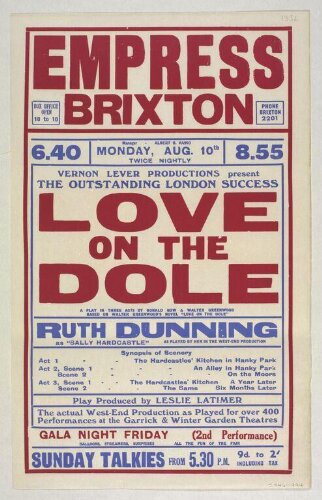 1936
EMPRESS
BOX OFFICE OPEN 10 to 10
BRIXTON
PHONE BRIXTON 2201
6.40
Manager - ALBERT E. HANCO
MONDAY, AUG. 10th
TWICE NIGHTLY
8.55
VERNON LEVER PRODUCTIONS present
THE OUTSTANDING LONDON SUCCESS
LOVE
ON THE
DOLE
A PLAY IN THREE ACTS BY RONALD GOW & WALTER GREENWOOD
BASED ON WALTER GREENWOOD'S NOVEL "LOVE ON THE DOLE"
RUTH DUNNING
AS "SALLY HARDCASTLE" AS PLAYED BY HER IN THE WEST-END PRODUCTION
Synopsis of Scenery
Act 1 - The Hardcastles' Kitchen in Hanky Park
Act 2, Scene 1 - An Alley in Hanky Park
Scene 2 - On the Moors
Act 3, Scene 1 - The Hardcastles' Kitchen A Year Later
Scene 2 - The Same Six Months Later
Play Produced by LESLIE LATIMER
The actual West-End Production as Played for over 400
Performances at the Garrick & Winter Garden Theatres
GALA NIGHT FRIDAY (2nd Performance)
BALLOONS, STREAMERS, SURPRISES ALL THE FUN OF THE FAIR
SUNDAY TALKIES FROM 5.30 P.M. 9d. to 2/-
INCLUDING TAX